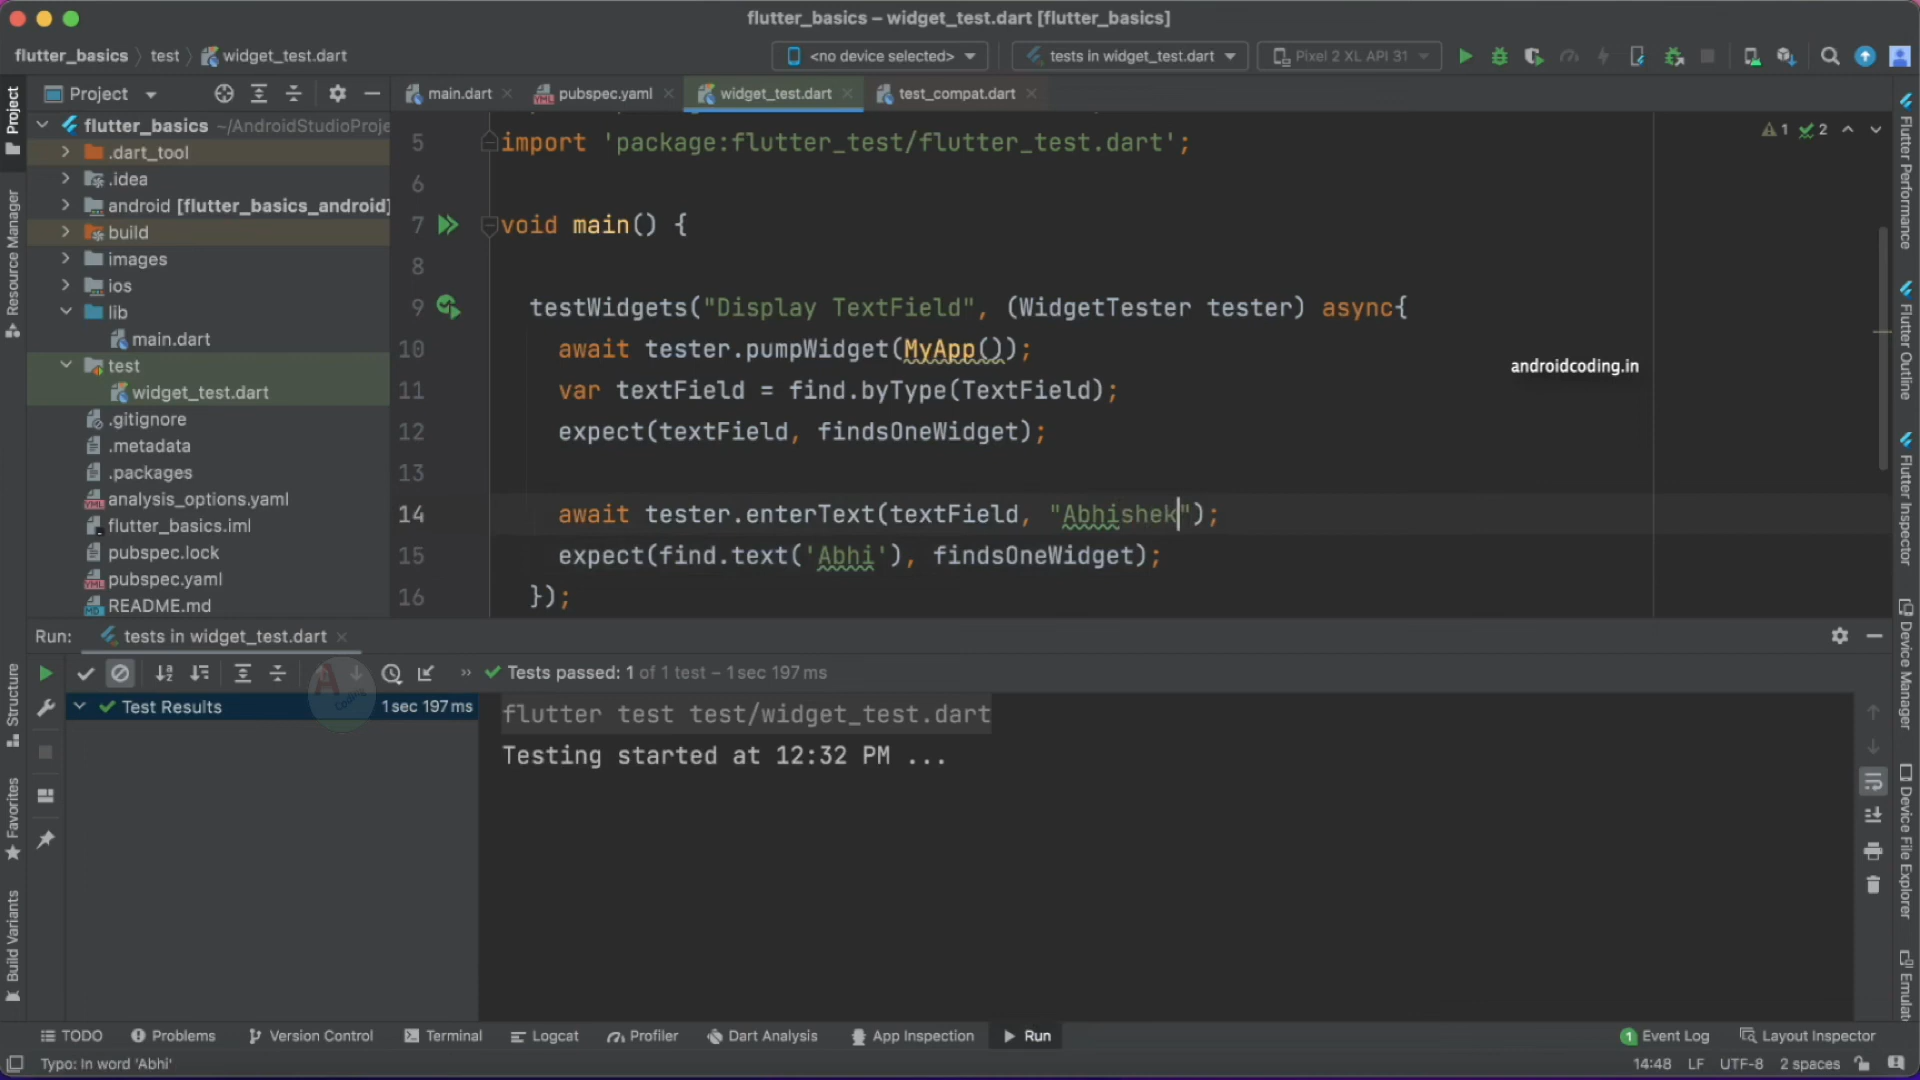 flutter_basics – widget_test.dart [flutter_basics]
flutter_basics
test
widget_test.dart
<no device selected>
tests in widget_test.dart
Pixel 2 XL API 31
Project
main.dart
pubspec.yaml
widget_test.dart
test_compat.dart
flutter_basics ~/AndroidStudioProje
.dart_tool
.idea
android [flutter_basics_android]
build
images
ios
lib
main.dart
test
widget_test.dart
.gitignore
.metadata
.packages
analysis_options.yaml
flutter_basics.iml
pubspec.lock
pubspec.yaml
README.md
5 import 'package:flutter_test/flutter_test.dart';
6
7 void main() {
8
9 testWidgets("Display TextField", (WidgetTester tester) async{
10 await tester.pumpWidget(MyApp());
11 var textField = find.byType(TextField);
12 expect(textField, findsOneWidget);
13
14 await tester.enterText(textField, "Abhishek");
15 expect(find.text('Abhi'), findsOneWidget);
16 });
1 2
androidcoding.in
Project
Resource Manager
Structure
Favorites
Build Variants
Flutter Performance
Flutter Outline
Flutter Inspector
Device Manager
Device File Explorer
Emulat
Run:
tests in widget_test.dart
Tests passed: 1 of 1 test – 1 sec 197 ms
Test Results
1 sec 197 ms
Coding
flutter test test/widget_test.dart
Testing started at 12:32 PM ...
TODO
Problems
Version Control
Terminal
Logcat
Profiler
Dart Analysis
App Inspection
Run
1 Event Log
Layout Inspector
Typo: In word 'Abhi'
14:48 LF UTF-8 2 spaces